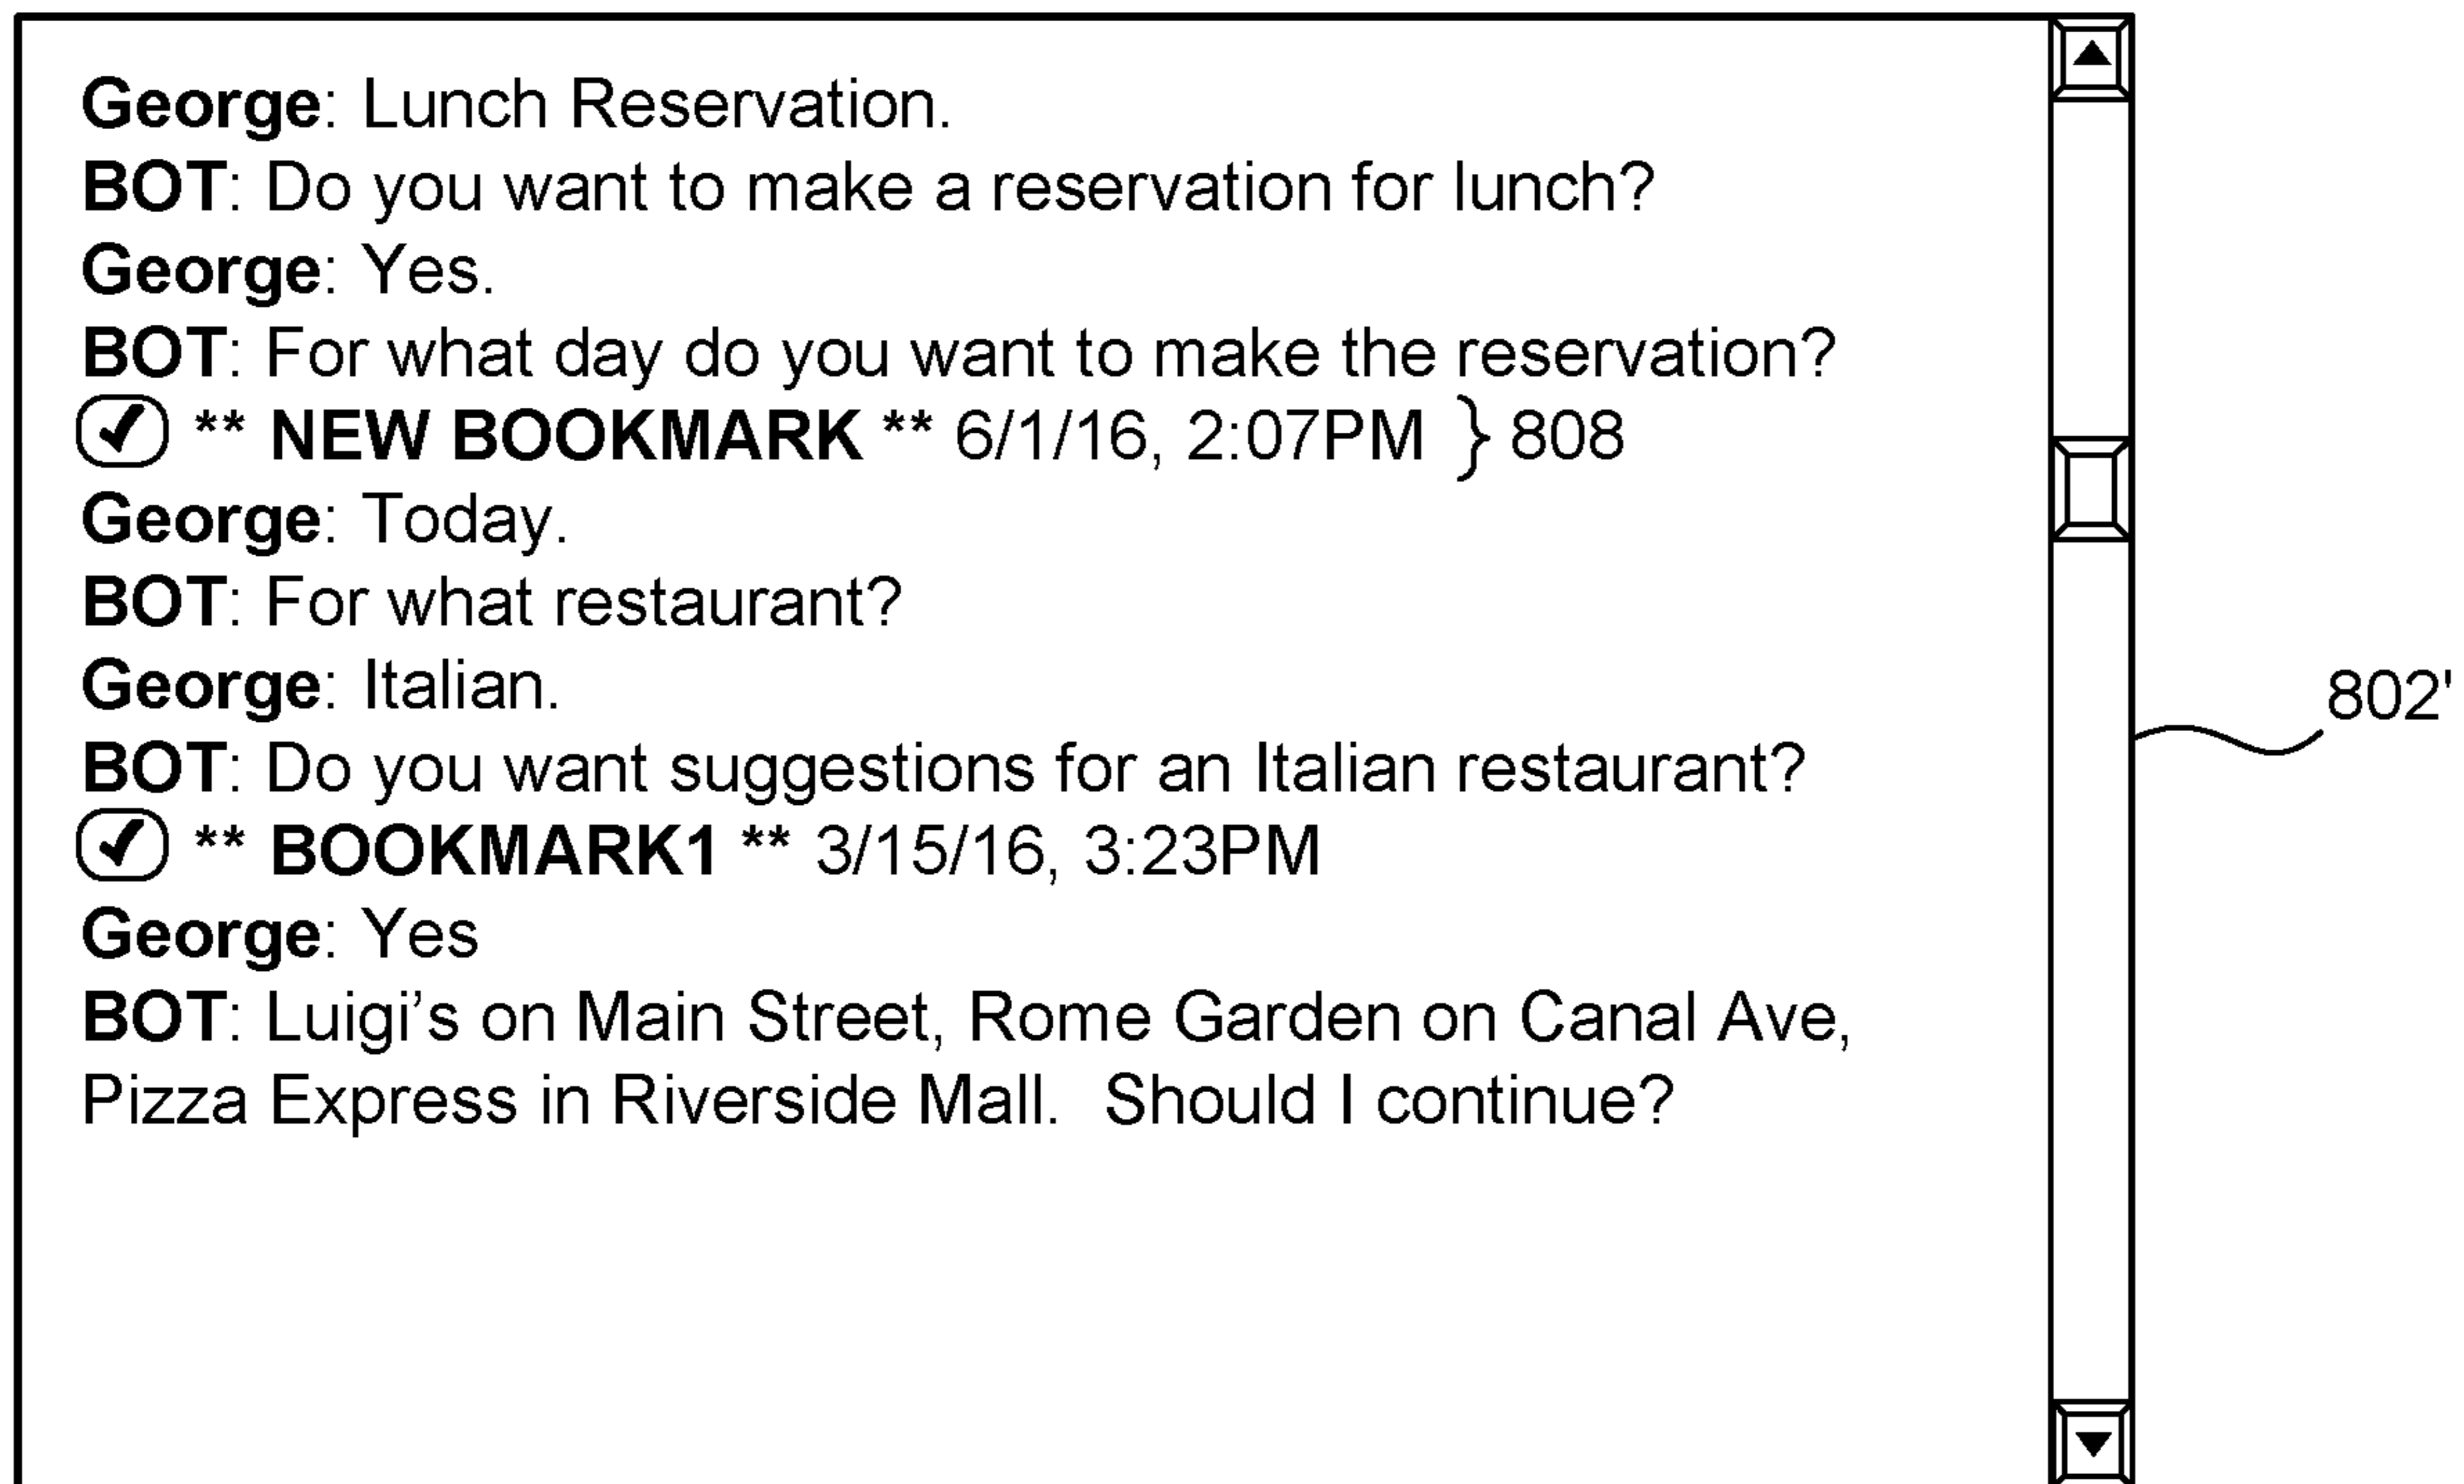 George: Lunch Reservation.
BOT: Do you want to make a reservation for lunch?
George: Yes.
BOT: For what day do you want to make the reservation?
** NEW BOOKMARK ** 6/1/16, 2:07PM } 808
George: Today.
BOT: For what restaurant?
George: Italian.
802'
BOT: Do you want suggestions for an Italian restaurant?
** BOOKMARK1 ** 3/15/16, 3:23PM
George: Yes
BOT: Luigi’s on Main Street, Rome Garden on Canal Ave,
Pizza Express in Riverside Mall.  Should I continue?